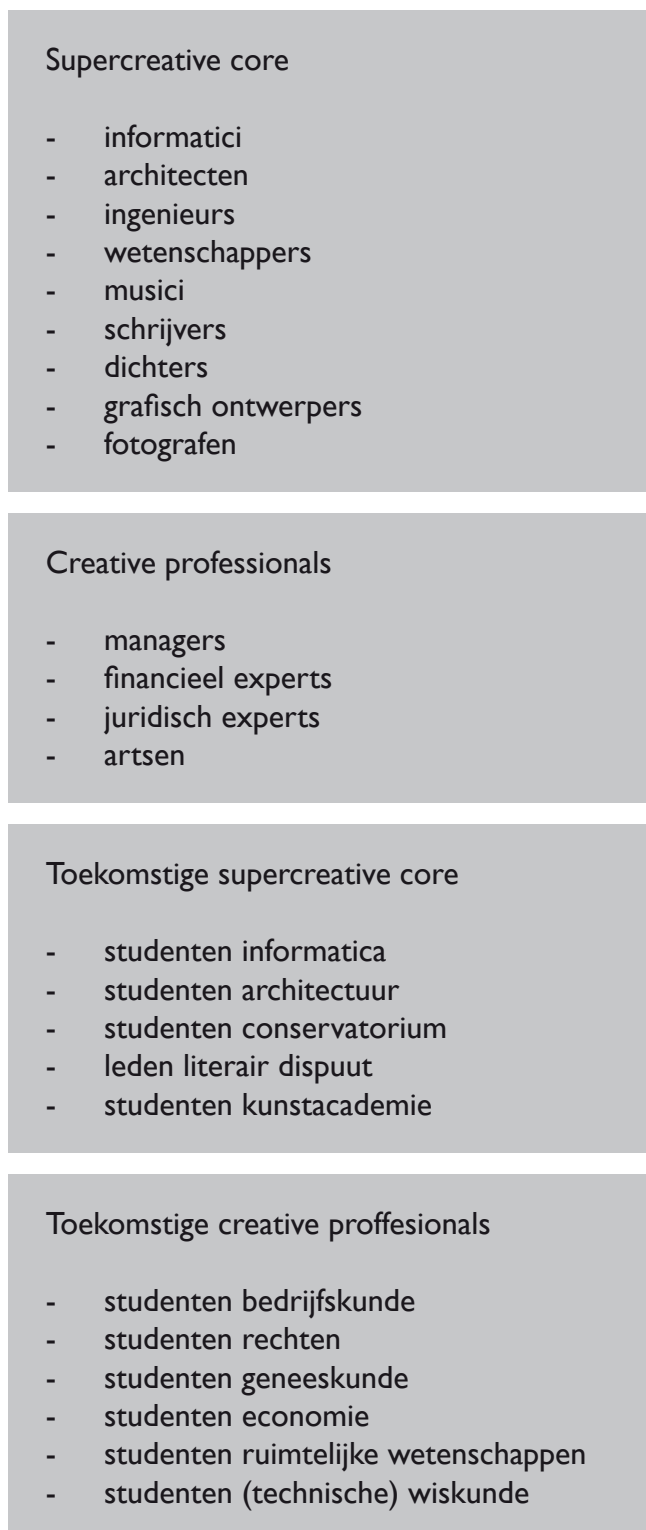 Supercreative core
- informatici
- architecten
- ingenieurs
- wetenschappers
- musici
- schrijvers
- dichters
- grafisch ontwerpers
- fotografen
Creative professionals
- managers
- financieel experts
- juridisch experts
- artsen
Toekomstige supercreative core
- studenten informatica
- studenten architectuur
- studenten conservatorium
- leden literair dispuut
- studenten kunstacademie
Toekomstige creative proffesionals
- studenten bedrijfskunde
- studenten rechten
- studenten geneeskunde
- studenten economie
- studenten ruimtelijke wetenschappen
- studenten (technische) wiskunde